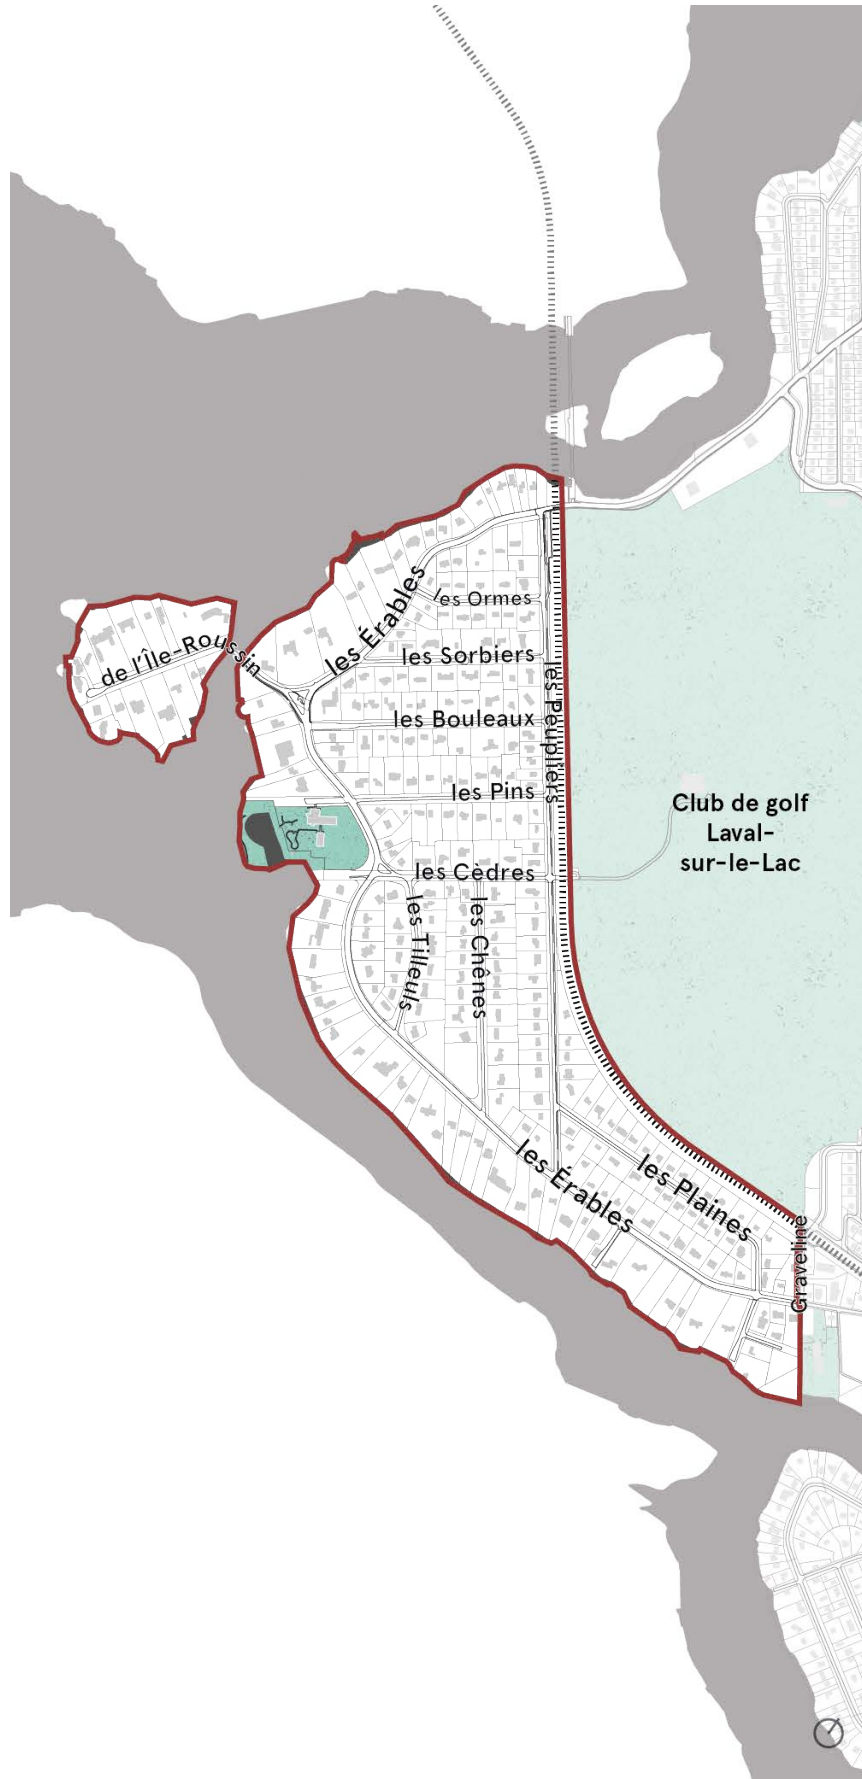 les Érables
les Ormes
de l'Île-Roussin
les Sorbiers
les Peupliers
les Bouleaux
les Pins
Club de golf
Laval-
sur-le-Lac
les Cèdres
les Tilleuls
les Chênes
les Érables
les Plaines
Graveline